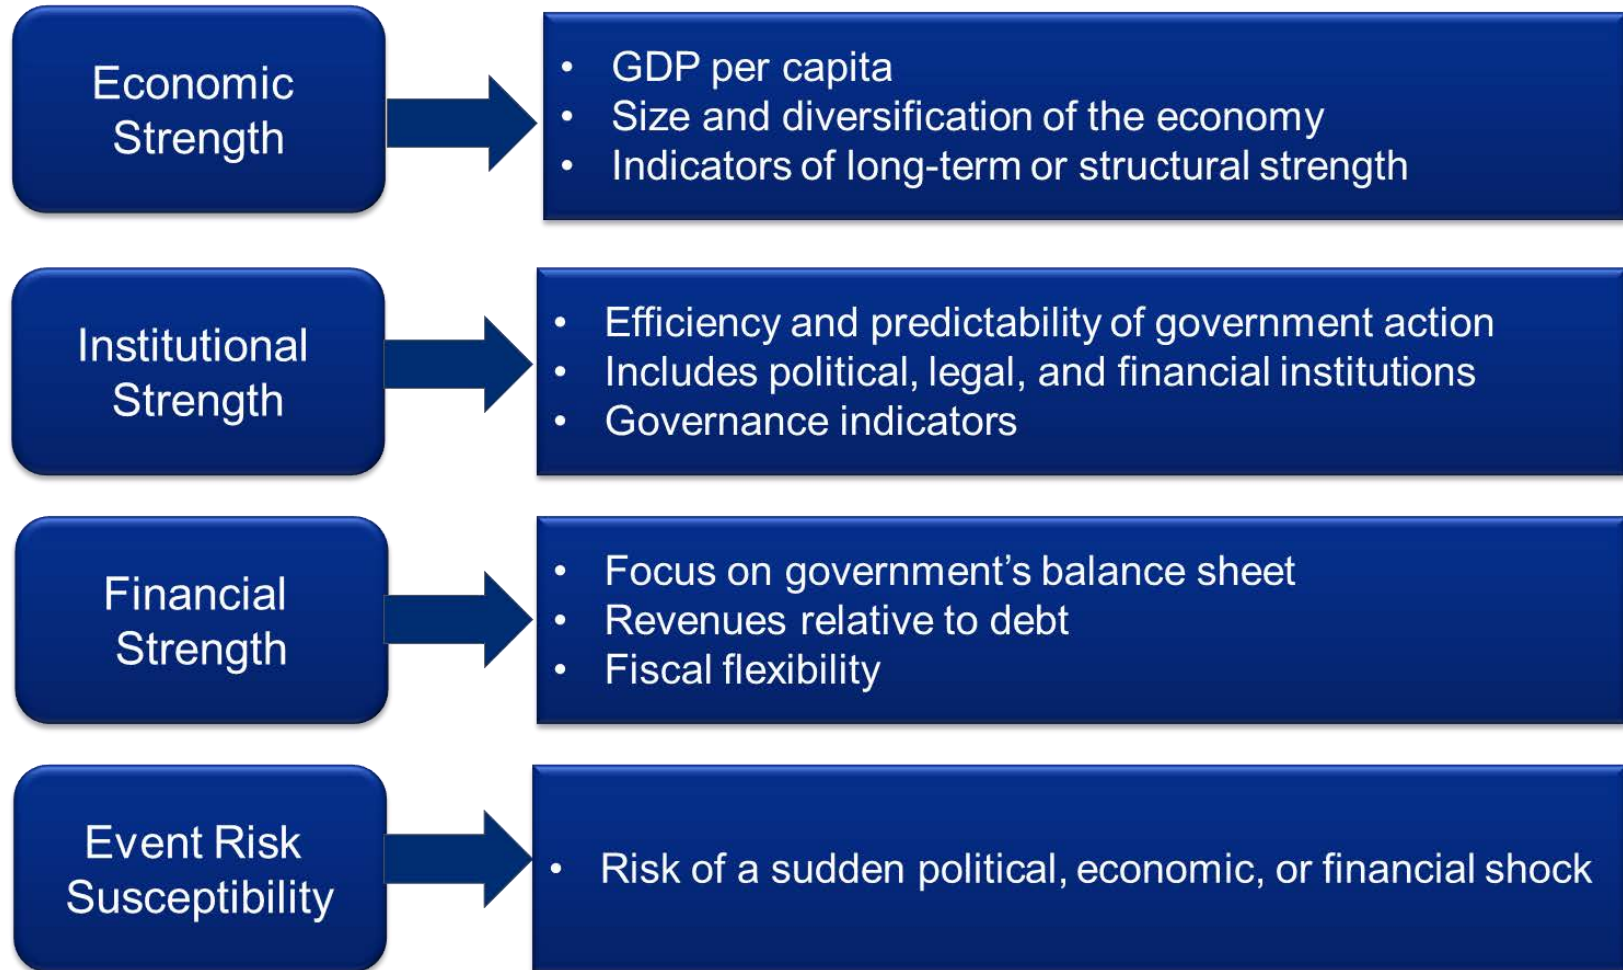 Economic
Strength
• GDP per capita
• Size and diversification of the economy
• Indicators of long-term or structural strength
Institutional
Strength
• Efficiency and predictability of government action
• Includes political, legal, and financial institutions
• Governance indicators
Financial
Strength
• Focus on government’s balance sheet
• Revenues relative to debt
• Fiscal flexibility
Event Risk
Susceptibility
• Risk of a sudden political, economic, or financial shock